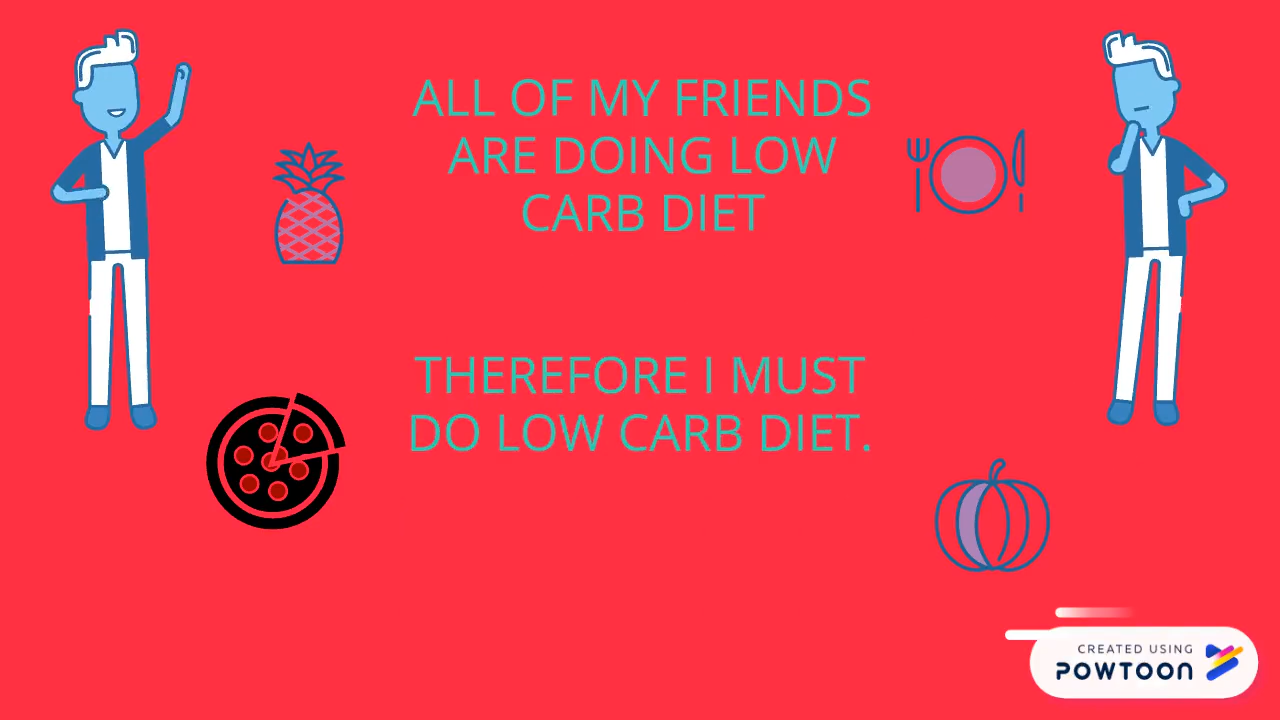 ALL OF MY FRIENDS
ARE DOING LOW
CARB DIET
THEREFORE I MUST
DO LOW CARB DIET.
CREATED USING
POWTOON